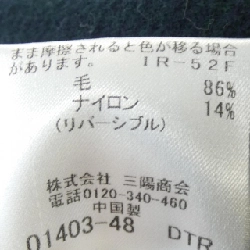 まま摩擦されると色が移る場合
があります。 IR-52F
毛 86%
ナイロン 14%
(リバーシブル)
株式会社 三陽商会
電話0120-340-460
中国製
01403-48 DTR